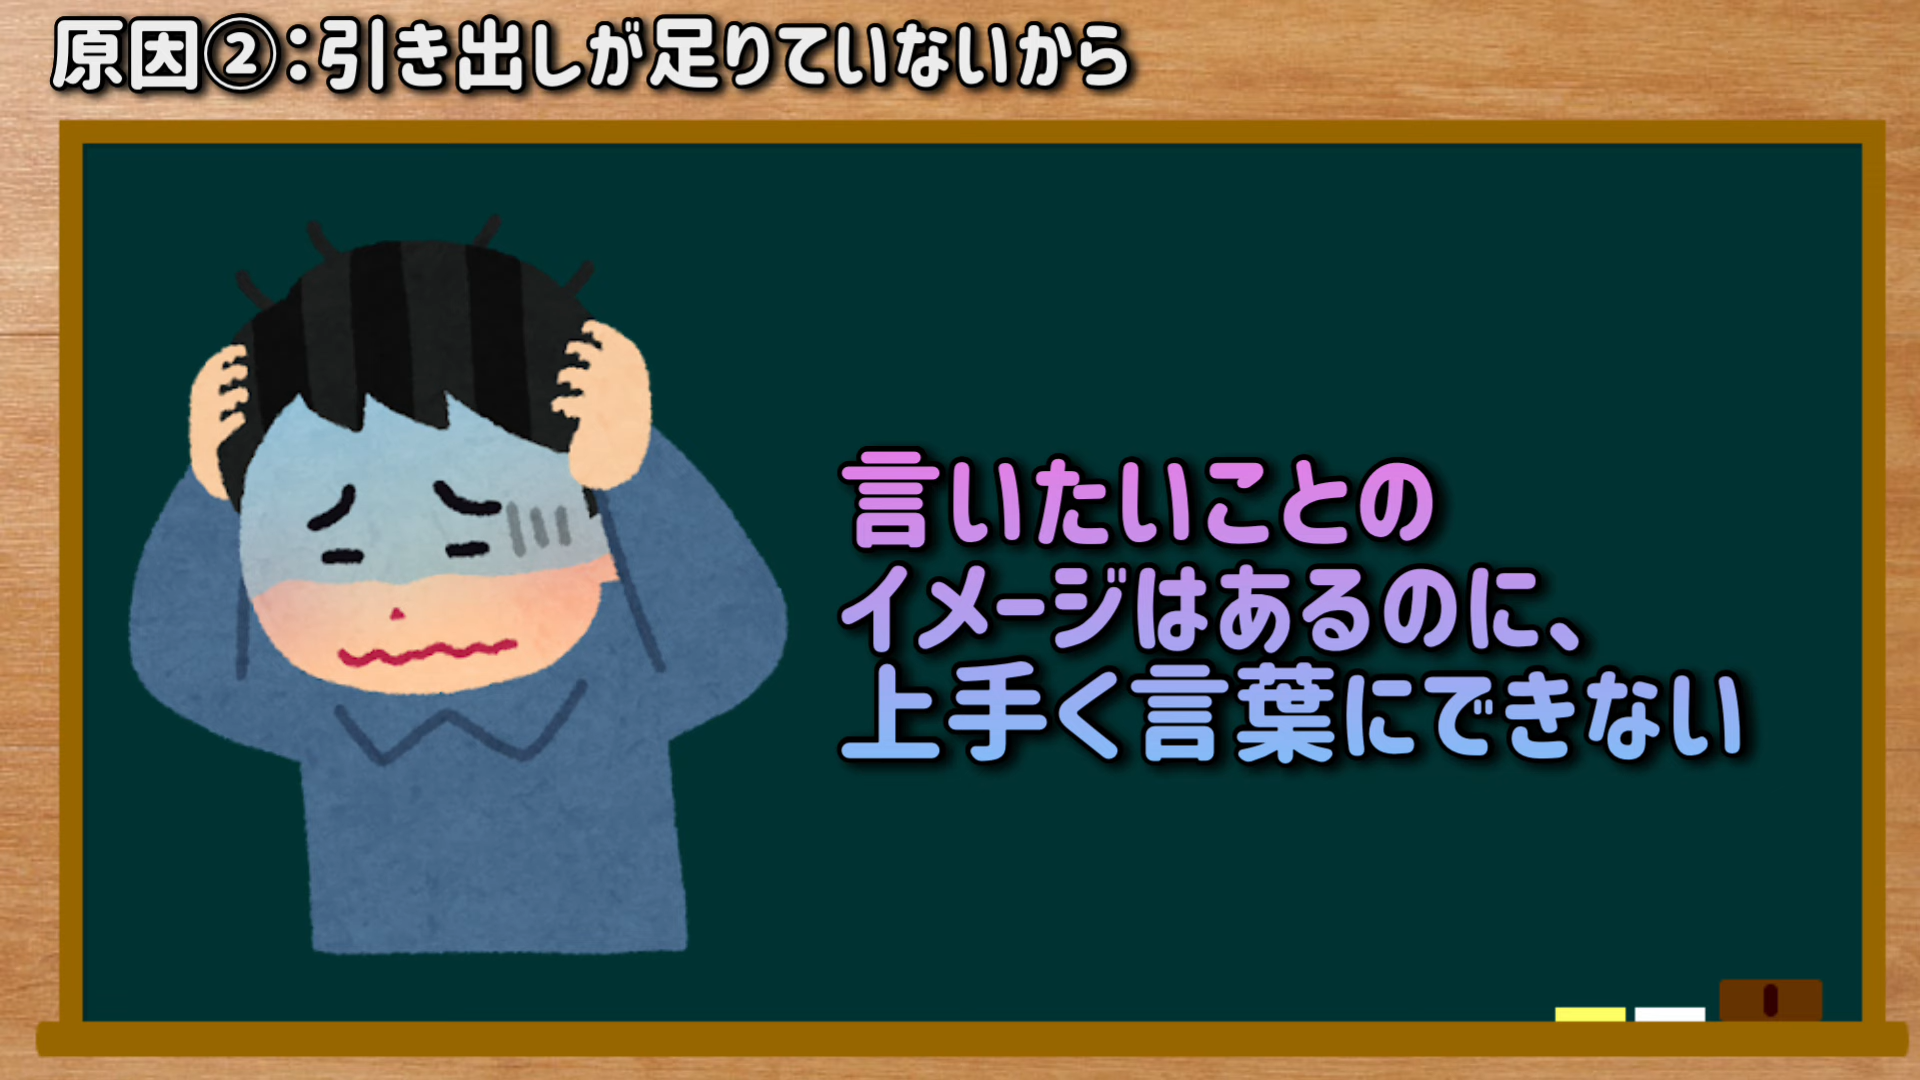 原因②：引き出しが足りていないから
言いたいことの
イメージはあるのに、
上手く言葉にできない